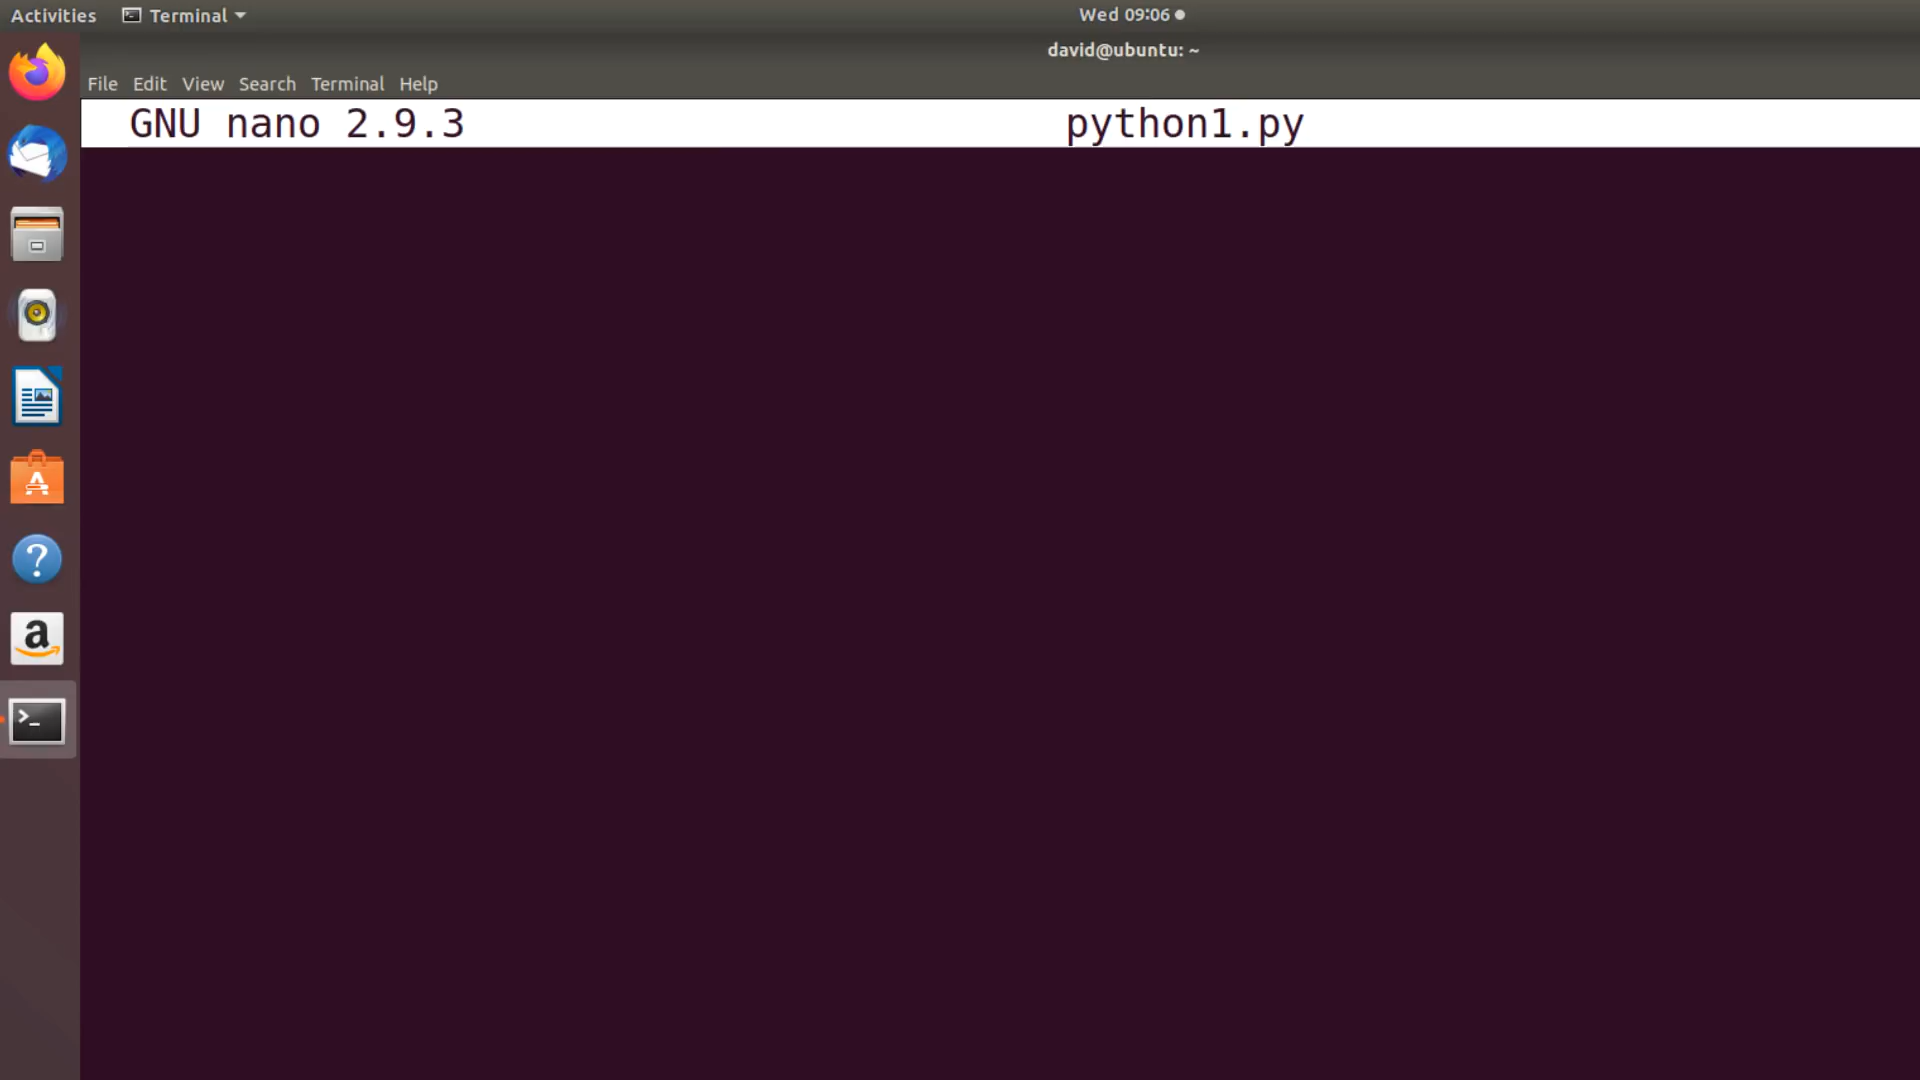 Activities Terminal Wed 09:06
david@ubuntu: ~
File Edit View Search Terminal Help
GNU nano 2.9.3 python1.py